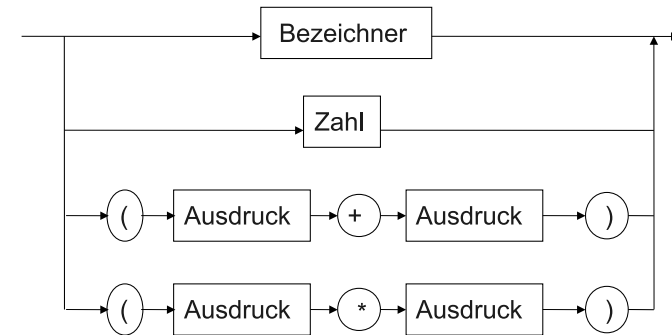 Bezeichner
Zahl
( Ausdruck + Ausdruck )
( Ausdruck * Ausdruck )